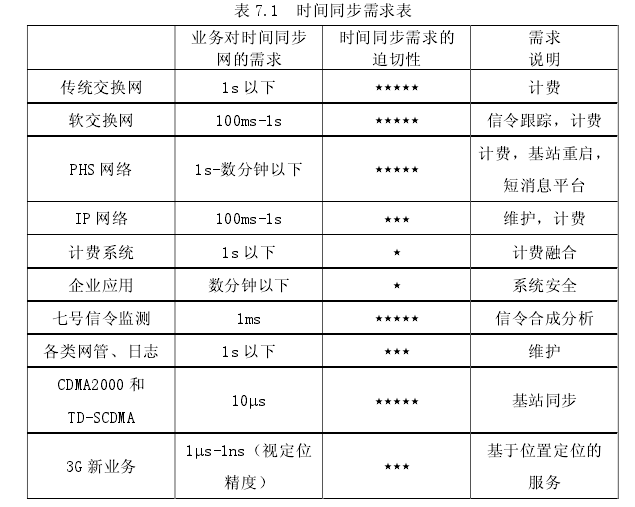 表 7.1 时间同步需求表
业务对时间同步 时间同步需求的 需求
网的需求 迫切性 说明
传统交换网 1s 以下 ★★★★★ 计费
软交换网 100ms-1s ★★★★★ 信令跟踪，计费
PHS 网络 1s-数分钟以下 ★★★★★ 计费，基站重启，
短消息平台
IP 网络 100ms-1s ★★★ 维护，计费
计费系统 1s 以下 ★ 计费融合
企业应用 数分钟以下 ★ 系统安全
七号信令监测 1ms ★★★★★ 信令合成分析
各类网管、日志 1s 以下 ★★★ 维护
CDMA2000 和
TD-SCDMA 10μs ★★★★★ 基站同步
3G 新业务 1μs-1ns（视定位 ★★★ 基于位置定位的
精度） 服务